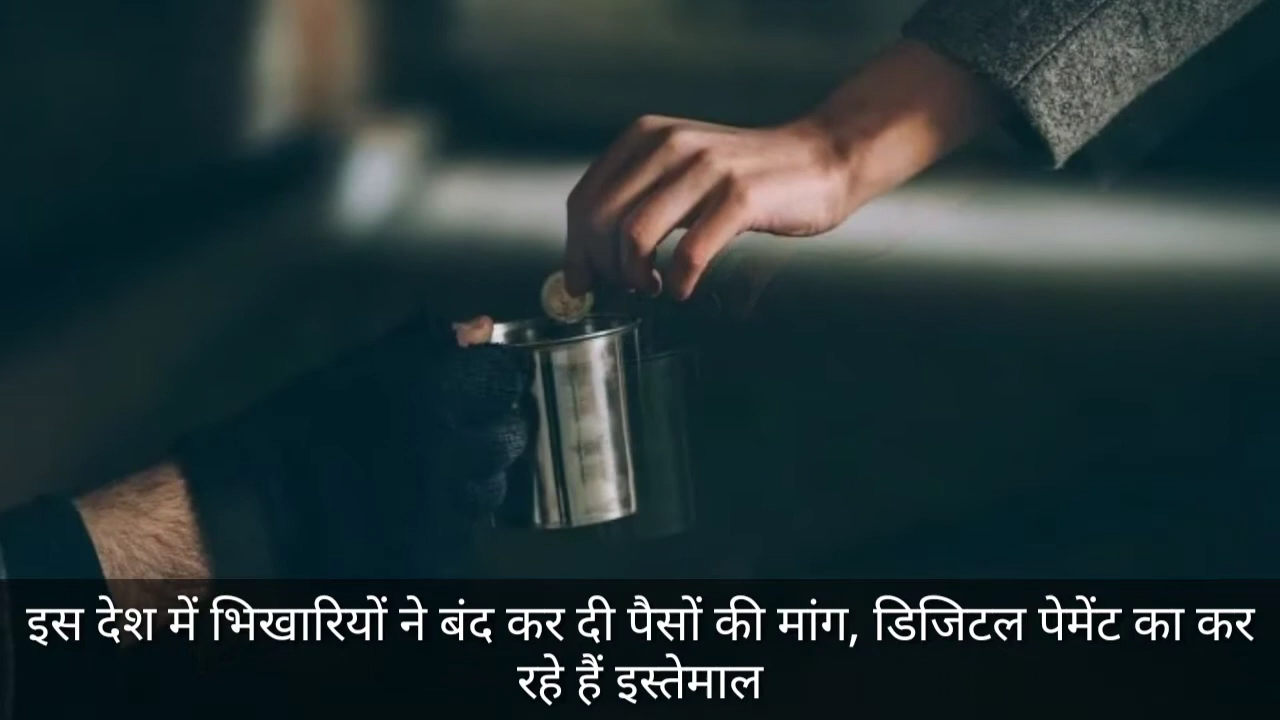 इस देश में भिखारियों ने बंद कर दी पैसों की मांग, डिजिटल पेमेंट का कर
रहे हैं इस्तेमाल